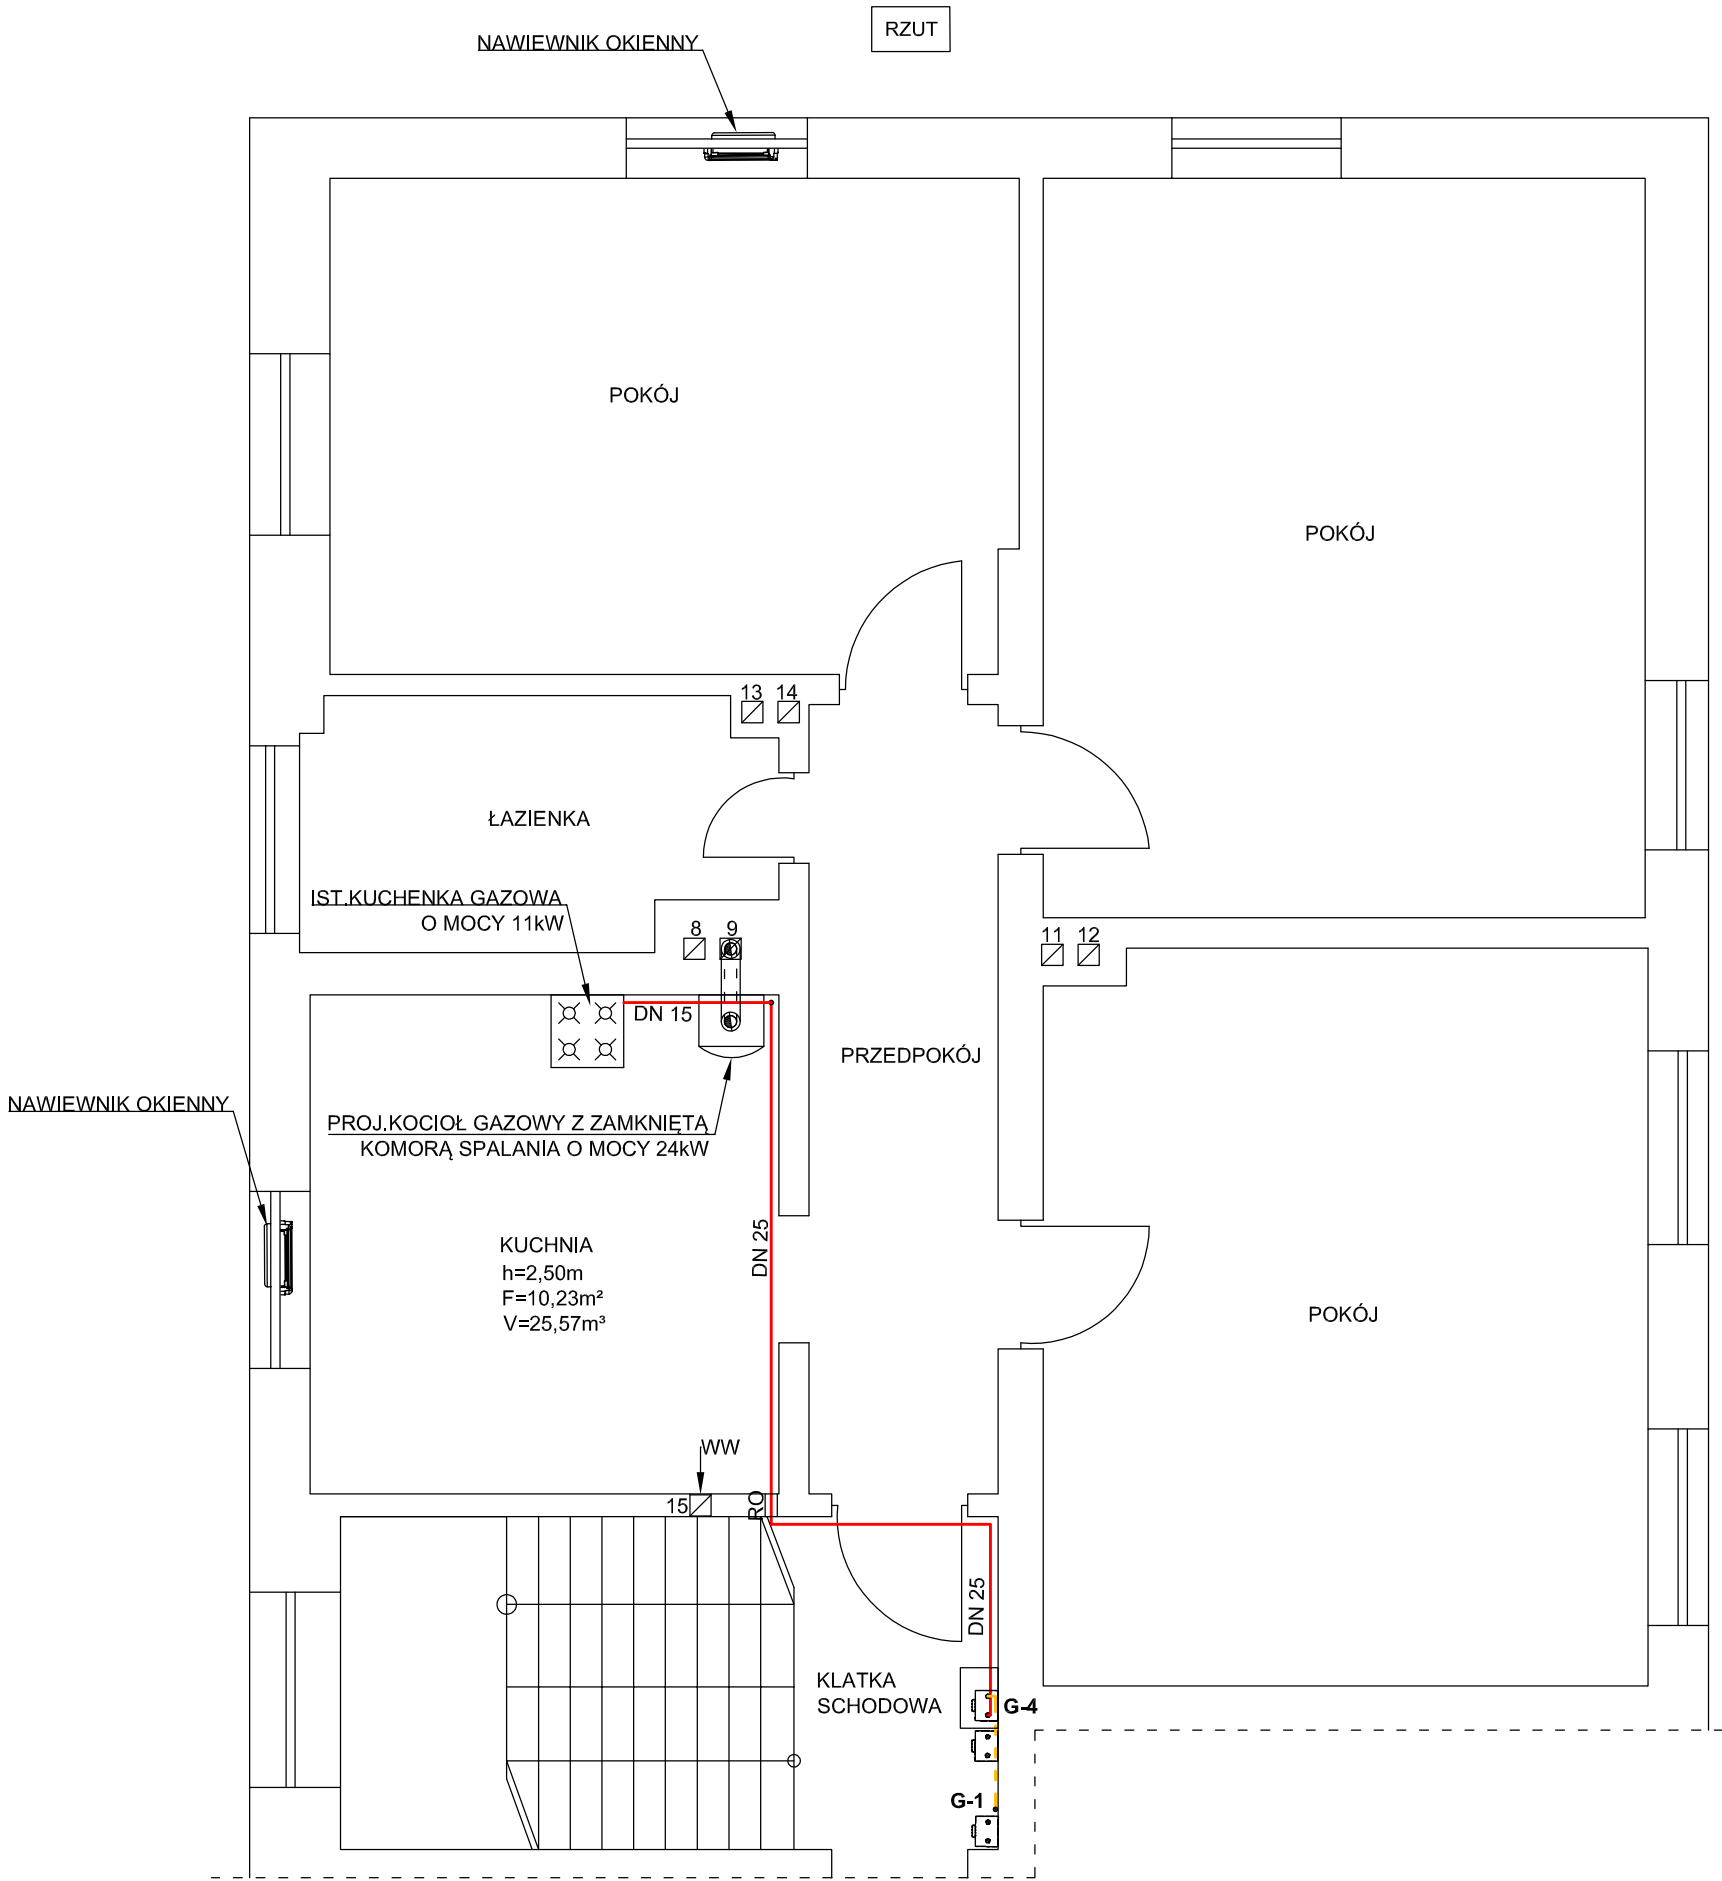 RZUT
NAWIEWNIK OKIENNY
POKÓJ
POKÓJ
13 14
ŁAZIENKA
IST.KUCHENKA GAZOWA
O MOCY 11kW
8 9
11 12
DN 15
PRZEDPOKÓJ
NAWIEWNIK OKIENNY
PROJ.KOCIOŁ GAZOWY Z ZAMKNIĘTĄ
KOMORĄ SPALANIA O MOCY 24kW
DN 25
KUCHNIA
h=2,50m
F=10,23m²
V=25,57m³
POKÓJ
WW
15
RO
DN 25
KLATKA
SCHODOWA
G-4
G-1